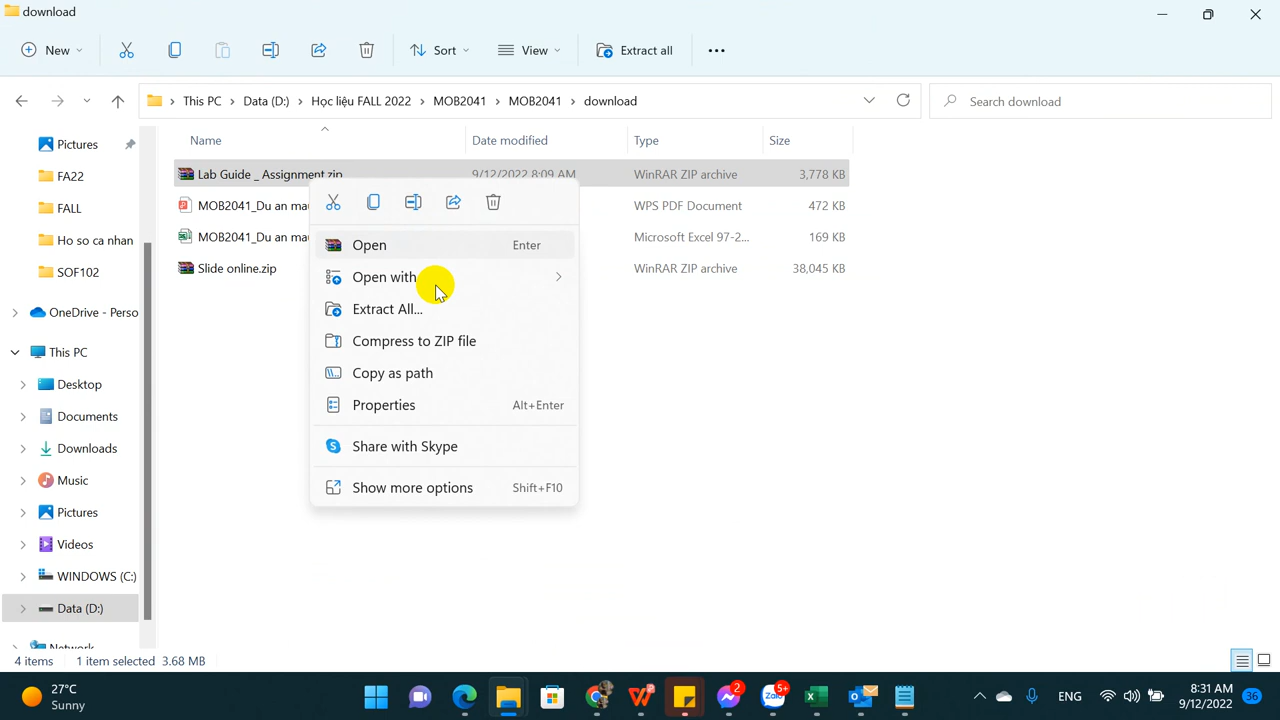 download
New
Sort
View
Extract all
This PC > Data (D:) > Học liệu FALL 2022 > MOB2041 > MOB2041 > download
Search download
Name Date modified Type Size
Lab Guide _ Assignment.zip 9/12/2022 8:09 AM WinRAR ZIP archive 3,778 KB
MOB2041_Du an mau WPS PDF Document 472 KB
MOB2041_Du an mau Microsoft Excel 97-2... 169 KB
Slide online.zip WinRAR ZIP archive 38,045 KB
Pictures
FA22
FALL
Ho so ca nhan
SOF102
OneDrive - Perso
This PC
Desktop
Documents
Downloads
Music
Pictures
Videos
WINDOWS (C:)
Data (D:)
Network
Open Enter
Open with
Extract All...
Compress to ZIP file
Copy as path
Properties Alt+Enter
Share with Skype
Show more options Shift+F10
4 items 1 item selected 3.68 MB
27°C
Sunny
2
5+
ENG
8:31 AM
9/12/2022
36